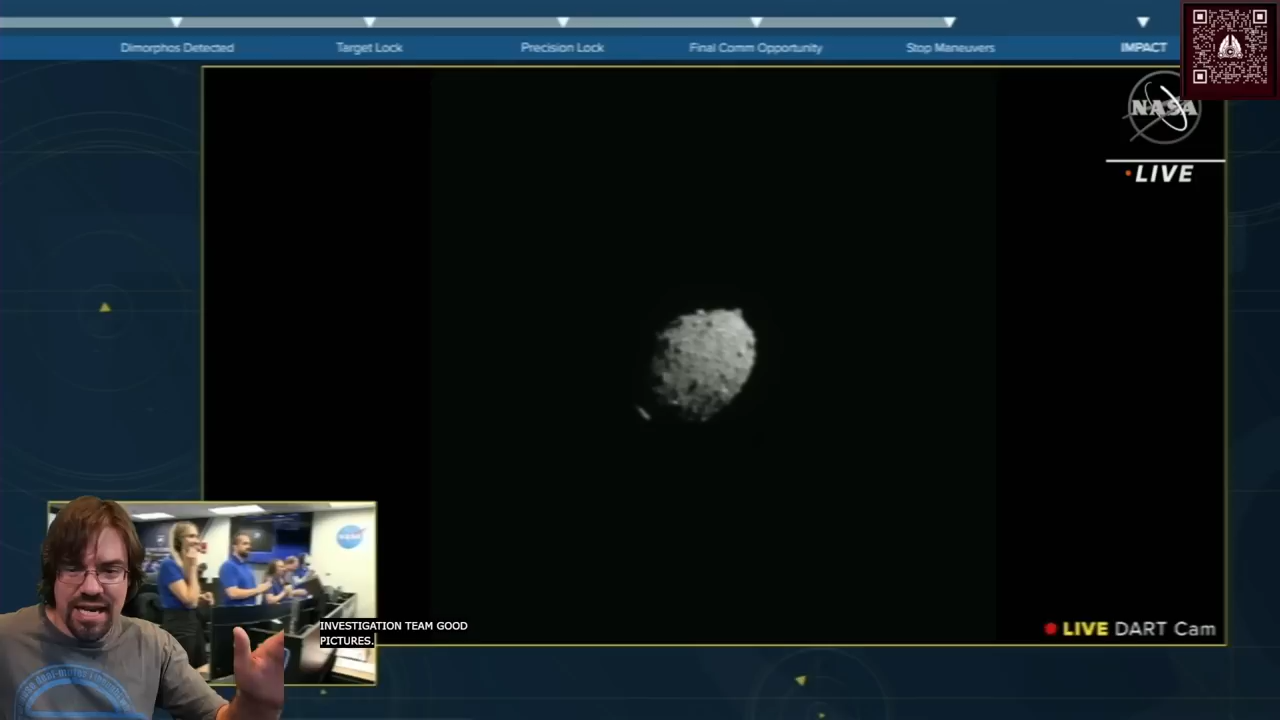 Dimorphos Detected
Target Lock
Precision Lock
Final Comm Opportunity
Stop Maneuvers
IMPACT
NASA
LIVE
NASA
INVESTIGATION TEAM GOOD
PICTURES.
LIVE DART Cam